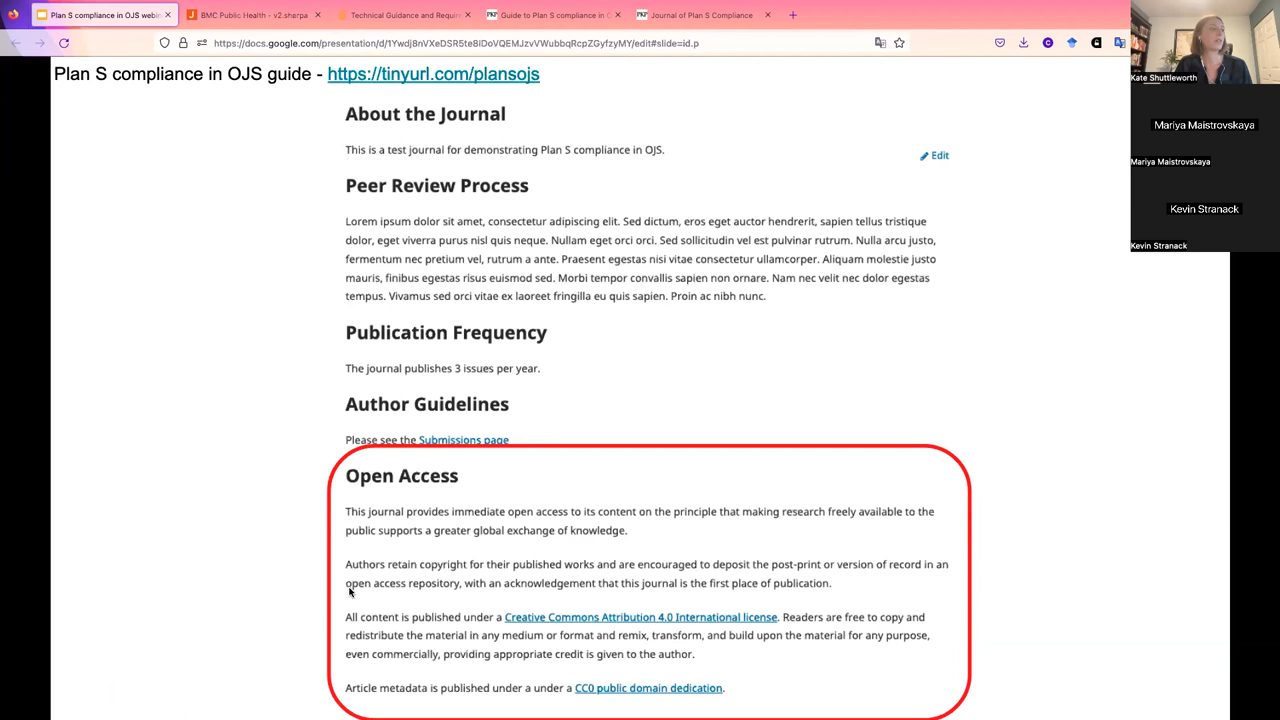 Plan S compliance in OJS webin
BMC Public Health - v2.sherpa
Technical Guidance and Require
PKP Guide to Plan S compliance in O
PKP Journal of Plan S Compliance
https://docs.google.com/presentation/d/1Ywdj8nVXeDSR5te8IDoVQEMJzvVWubbqRcpZGyfzyMY/edit#slide=id.p
Plan S compliance in OJS guide - https://tinyurl.com/plansojs
Kate Shuttleworth
Mariya Maistrovskaya
Mariya Maistrovskaya
Kevin Stranack
Kevin Stranack
About the Journal
This is a test journal for demonstrating Plan S compliance in OJS.
Edit
Peer Review Process
Lorem ipsum dolor sit amet, consectetur adipiscing elit. Sed dictum, eros eget auctor hendrerit, sapien tellus tristique
dolor, eget viverra purus nisl quis neque. Nullam eget orci orci. Sed sollicitudin vel est pulvinar rutrum. Nulla arcu justo,
fermentum nec pretium vel, rutrum a ante. Praesent egestas nisi vitae consectetur ullamcorper. Aliquam molestie justo
mauris, finibus egestas risus euismod sed. Morbi tempor convallis sapien non ornare. Nam nec velit nec dolor egestas
tempus. Vivamus sed orci vitae ex laoreet fringilla eu quis sapien. Proin ac nibh nunc.
Publication Frequency
The journal publishes 3 issues per year.
Author Guidelines
Please see the Submissions page
Open Access
This journal provides immediate open access to its content on the principle that making research freely available to the
public supports a greater global exchange of knowledge.
Authors retain copyright for their published works and are encouraged to deposit the post-print or version of record in an
open access repository, with an acknowledgement that this journal is the first place of publication.
All content is published under a Creative Commons Attribution 4.0 International license. Readers are free to copy and
redistribute the material in any medium or format and remix, transform, and build upon the material for any purpose,
even commercially, providing appropriate credit is given to the author.
Article metadata is published under a under a CC0 public domain dedication.